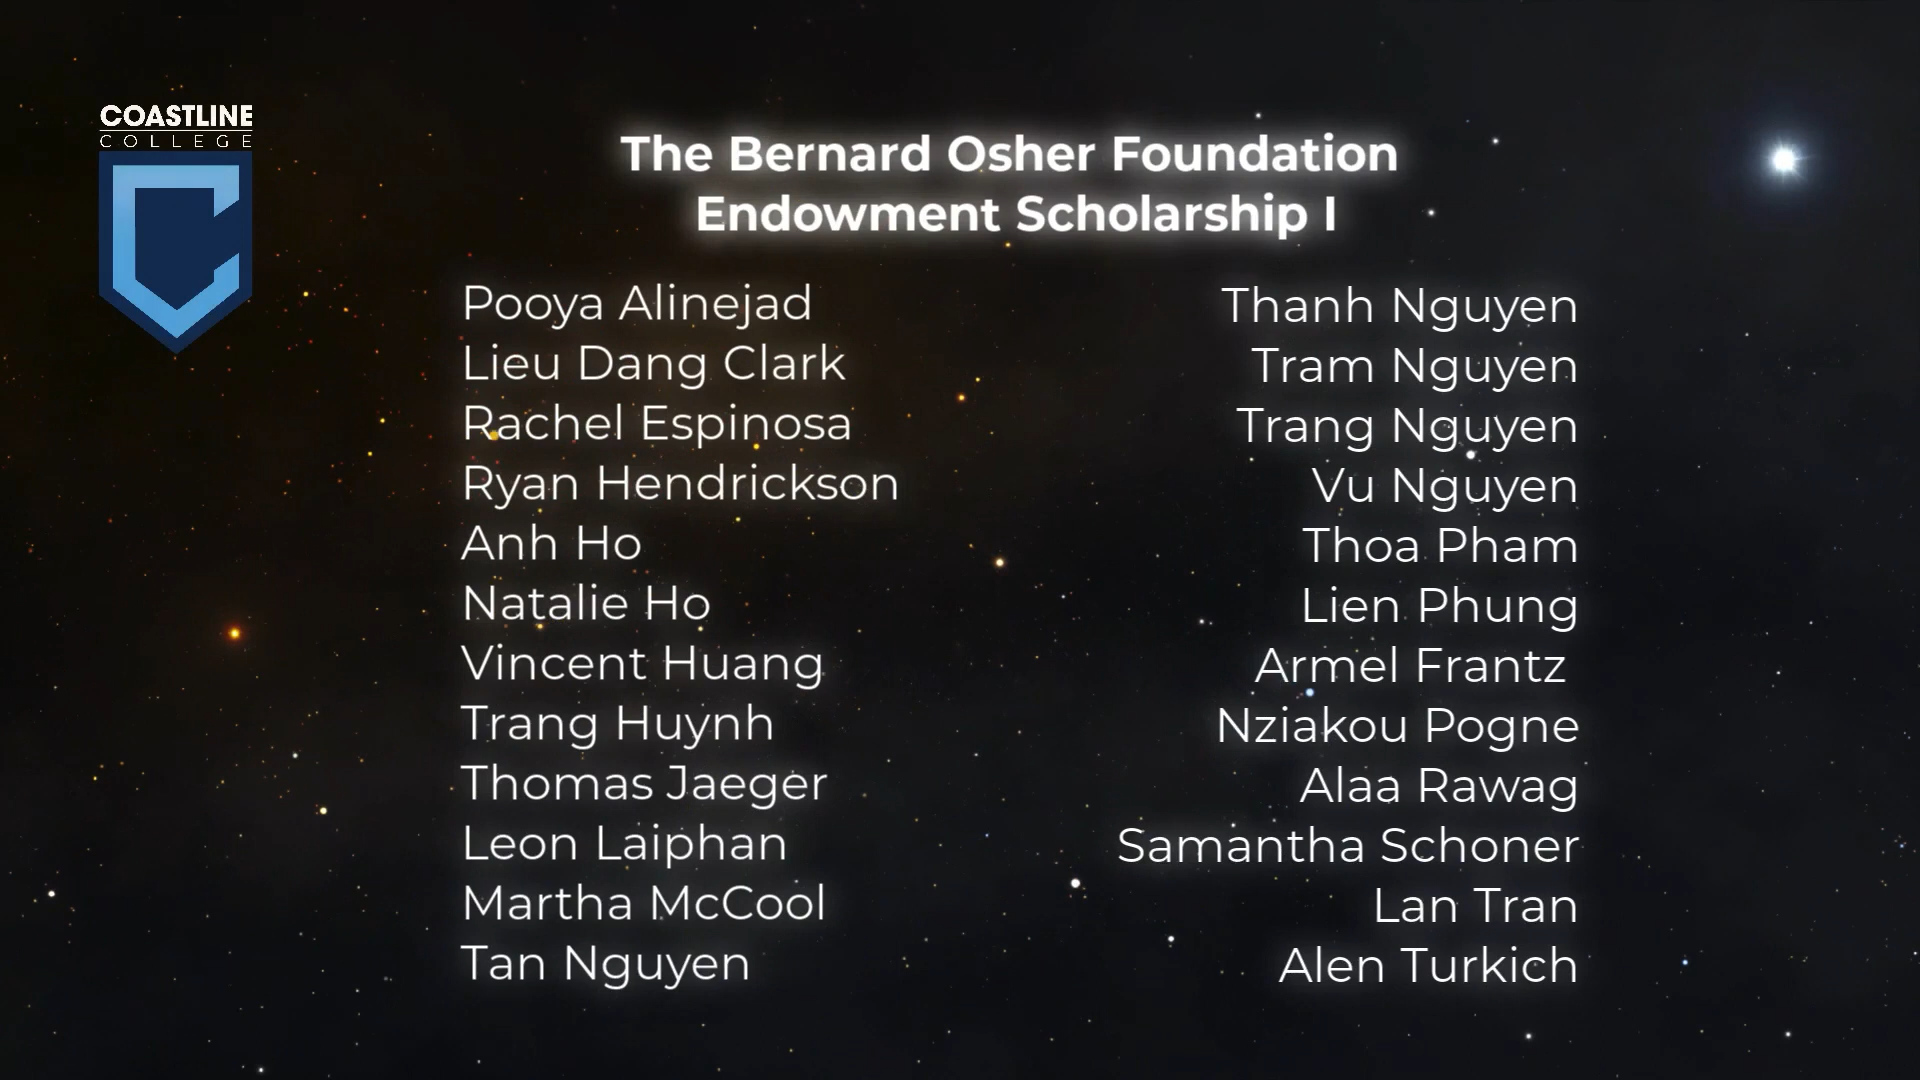 COASTLINE
COLLEGE
The Bernard Osher Foundation
Endowment Scholarship I
Pooya Alinejad
Lieu Dang Clark
Rachel Espinosa
Ryan Hendrickson
Anh Ho
Natalie Ho
Vincent Huang
Trang Huynh
Thomas Jaeger
Leon Laiphan
Martha McCool
Tan Nguyen
Thanh Nguyen
Tram Nguyen
Trang Nguyen
Vu Nguyen
Thoa Pham
Lien Phung
Armel Frantz
Nziakou Pogne
Alaa Rawag
Samantha Schoner
Lan Tran
Alen Turkich